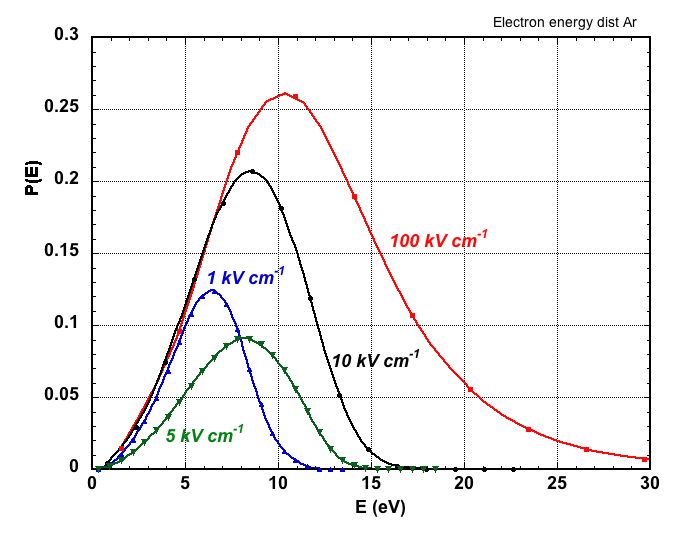 Electron energy dist Ar
0.3
0.25
0.2
0.15
0.1
0.05
0
P(E)
100 kV cm-1
1 kV cm-1
10 kV cm-1
5 kV cm-1
0 5 10 15 20 25 30
E (eV)